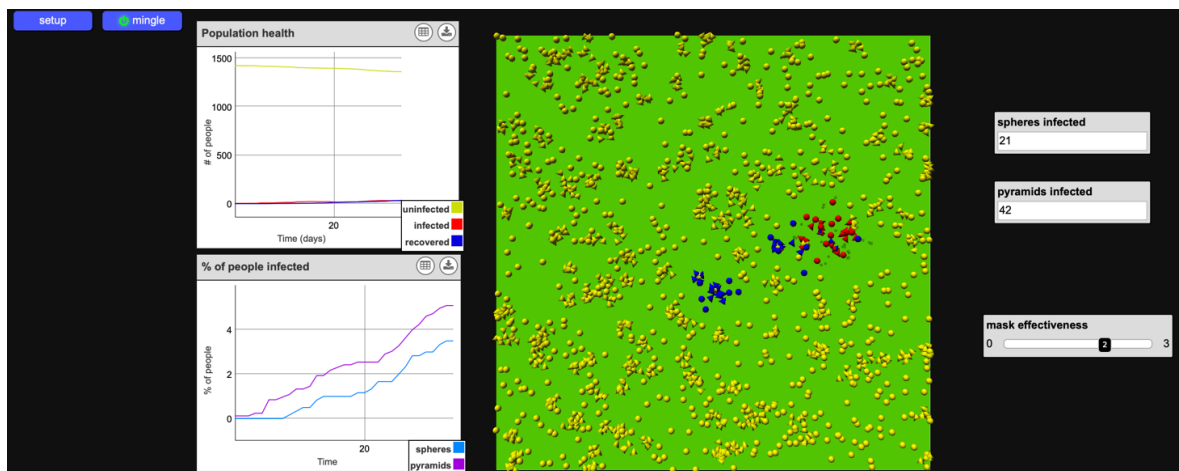 setup
mingle
Population health
1500
1000
500
0
# of people
20
Time (days)
uninfected
infected
recovered
% of people infected
4
2
0
% of people
20
Time
spheres
pyramids
spheres infected
21
pyramids infected
42
mask effectiveness
0
2
3